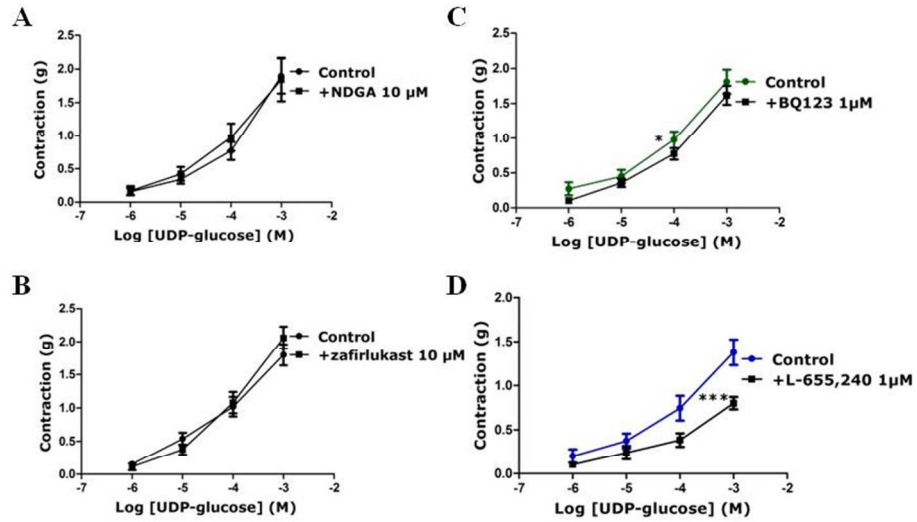 A
Contraction (g)
2.5
2.0
1.5
1.0
0.5
0.0
-7 -6 -5 -4 -3 -2
Log [UDP-glucose] (M)
Control
+NDGA 10 µM
B
Contraction (g)
2.5
2.0
1.5
1.0
0.5
0.0
-7 -6 -5 -4 -3 -2
Log [UDP-glucose] (M)
Control
+zafirlukast 10 µM
C
Contraction (g)
2.5
2.0
1.5
1.0
0.5
0.0
*
-7 -6 -5 -4 -3 -2
Log [UDP-glucose] (M)
Control
+BQ123 1µM
D
Contraction (g)
2.0
1.5
1.0
0.5
0.0
***
-7 -6 -5 -4 -3 -2
Log [UDP-glucose] (M)
Control
+L-655,240 1µM